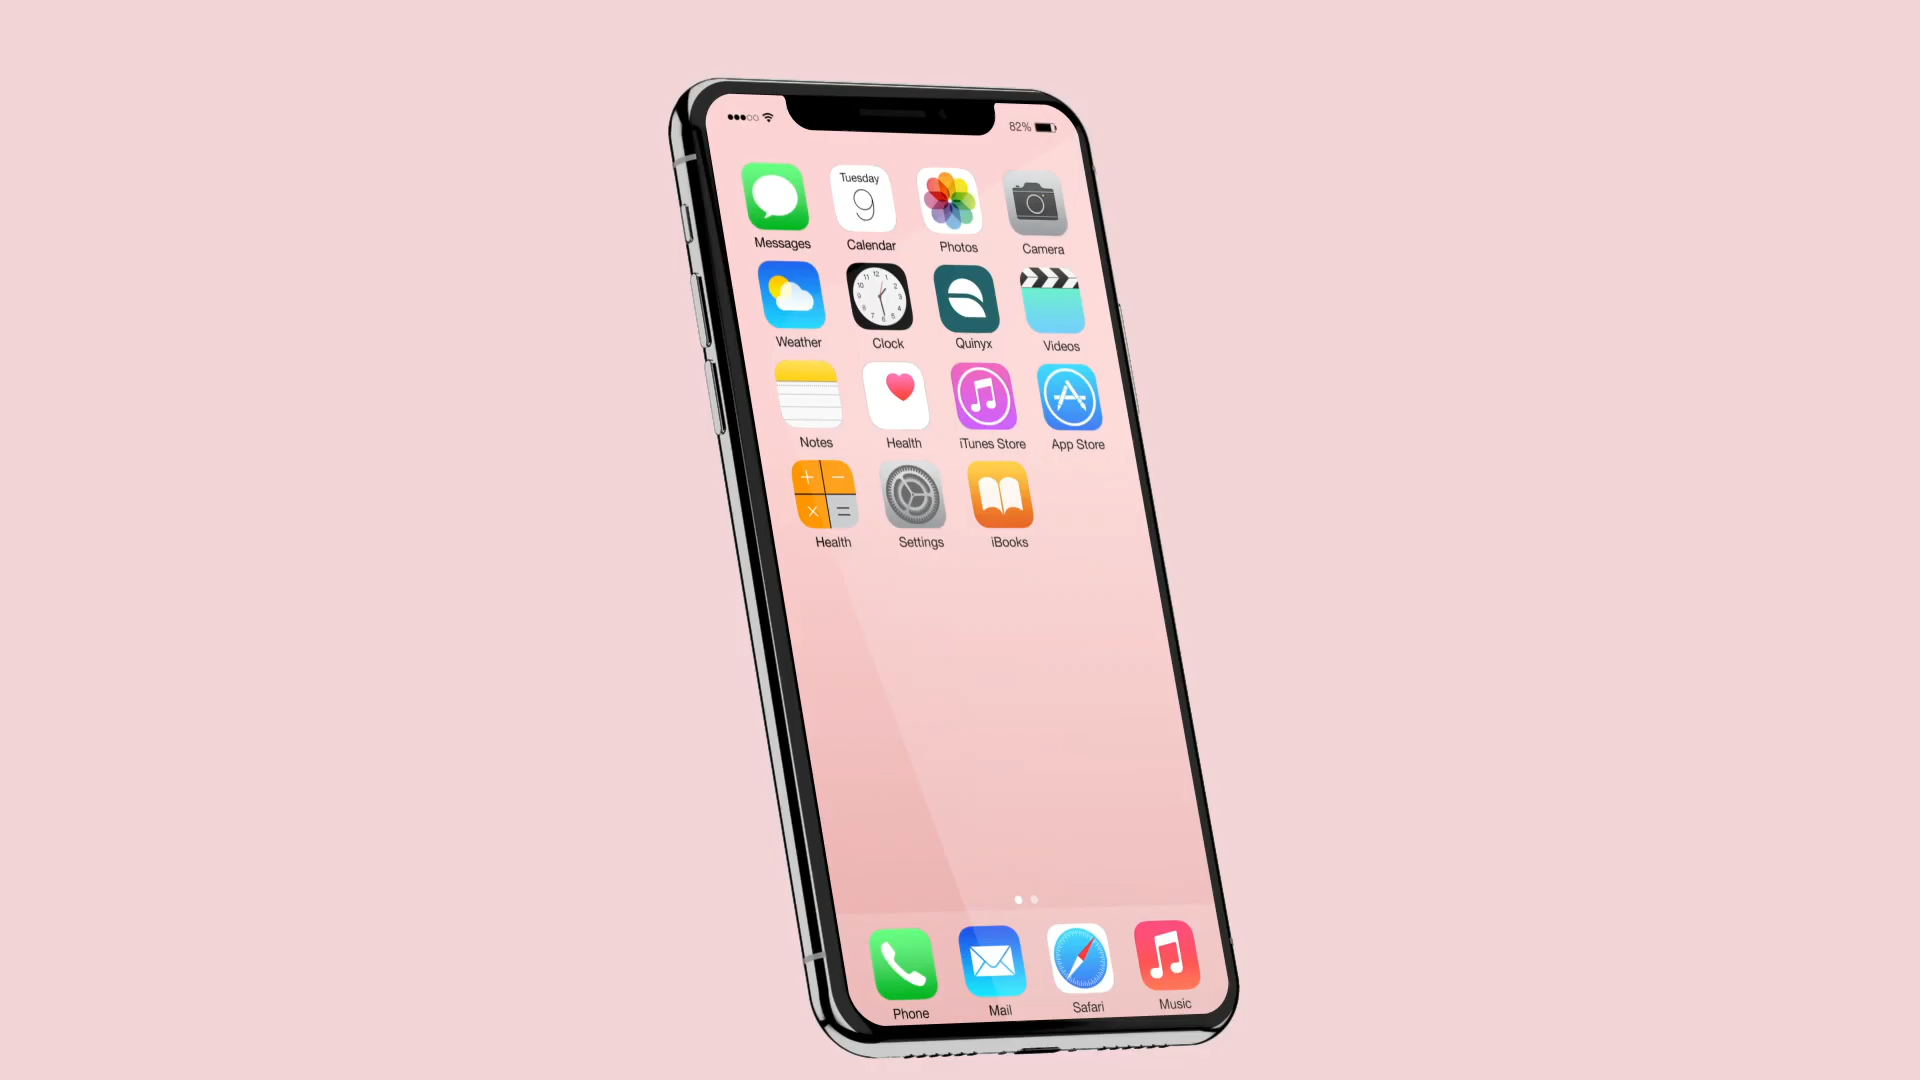 82%
Tuesday
9
Messages Calendar Photos Camera
Weather Clock Quinyx Videos
Notes Health iTunes Store App Store
Health Settings iBooks
Phone Mail Safari Music